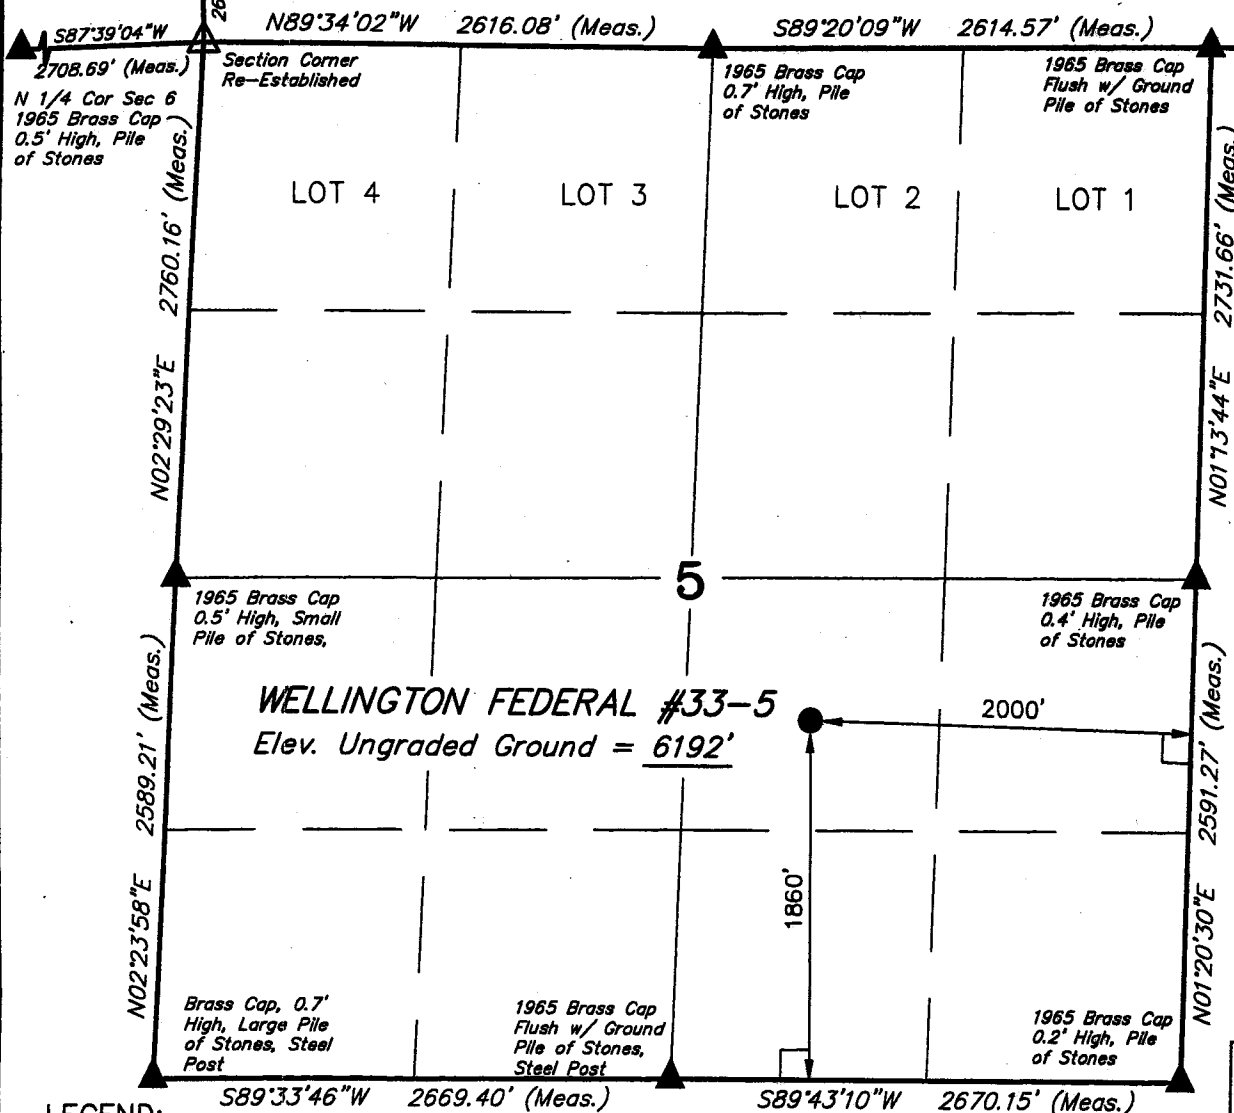 S87°39'04"W
2708.69' (Meas.)
N 1/4 Cor Sec 6
1965 Brass Cap
0.5' High, Pile
of Stones
26
N89°34'02"W 2616.08' (Meas.)
S89°20'09"W 2614.57' (Meas.)
Section Corner
Re-Established
1965 Brass Cap
0.7' High, Pile
of Stones
1965 Brass Cap
Flush w/ Ground
Pile of Stones
LOT 4
LOT 3
LOT 2
LOT 1
N02°29'23"E 2760.16' (Meas.)
N01°13'44"E 2731.66' (Meas.)
5
1965 Brass Cap
0.5' High, Small
Pile of Stones,
1965 Brass Cap
0.4' High, Pile
of Stones
WELLINGTON FEDERAL #33-5
Elev. Ungraded Ground = 6192'
2000'
1860'
N02°23'58"E 2589.21' (Meas.)
N01°20'30"E 2591.27' (Meas.)
Brass Cap, 0.7'
High, Large Pile
of Stones, Steel
Post
1965 Brass Cap
Flush w/ Ground
Pile of Stones,
Steel Post
1965 Brass Cap
0.2' High, Pile
of Stones
S89°33'46"W 2669.40' (Meas.)
S89°43'10"W 2670.15' (Meas.)
LEGEND: